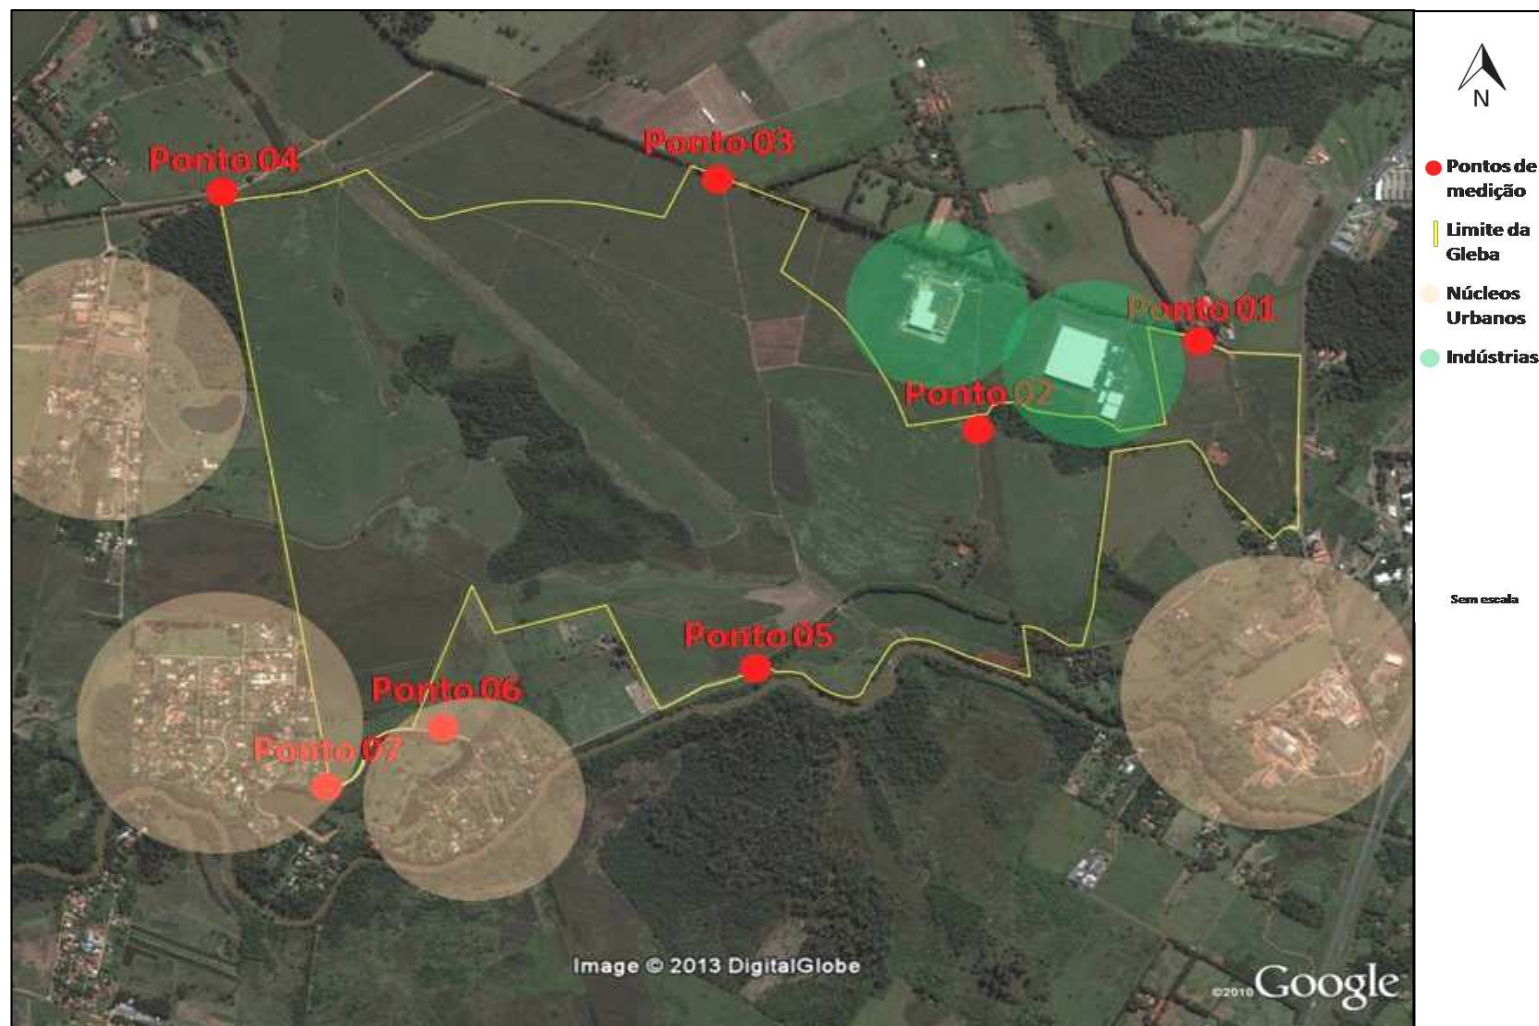 Ponto 04
Ponto 03
Ponto 01
Ponto 02
Ponto 05
Ponto 06
Ponto 07
Image © 2013 DigitalGlobe
©2010 Google
N
Pontos de
medição
Limite da
Gleba
Núcleos
Urbanos
Indústrias
Sem escala